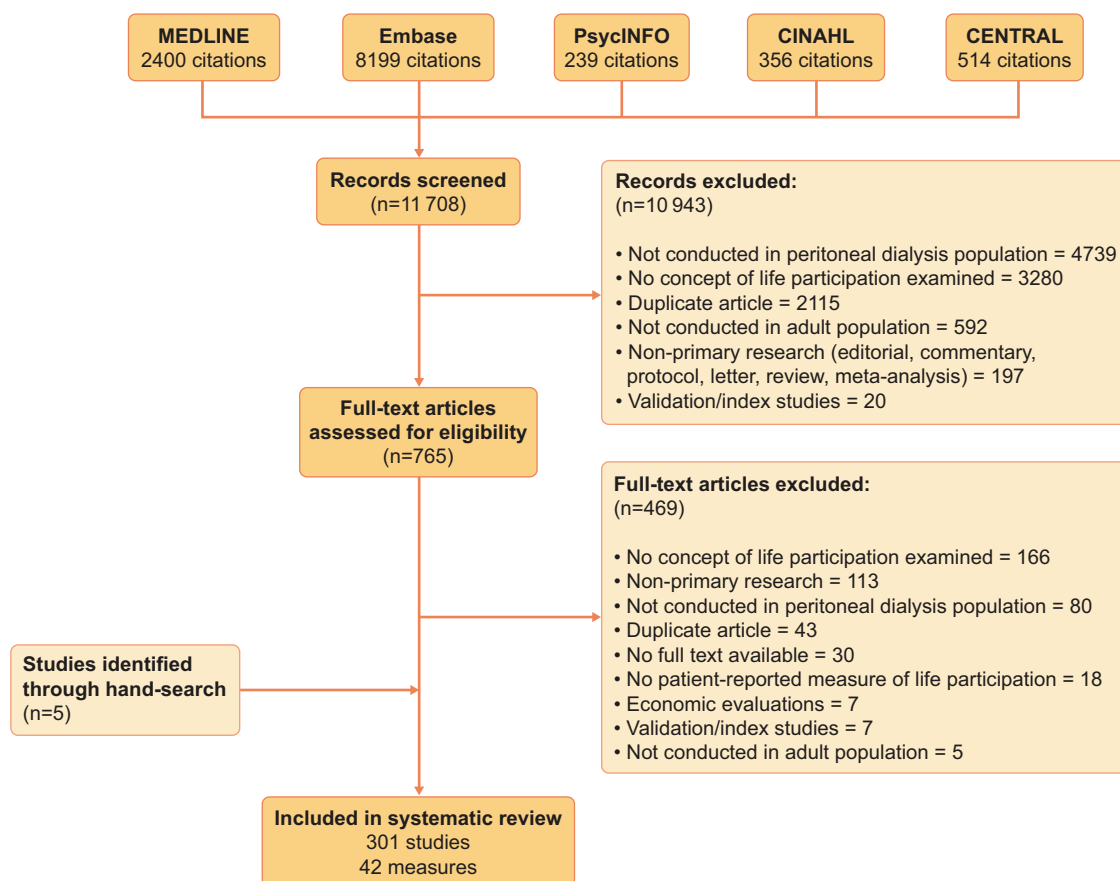 MEDLINE
2400 citations
Embase
8199 citations
PsycINFO
239 citations
CINAHL
356 citations
CENTRAL
514 citations
Records screened
(n=11 708)
Records excluded:
(n=10 943)
• Not conducted in peritoneal dialysis population = 4739
• No concept of life participation examined = 3280
• Duplicate article = 2115
• Not conducted in adult population = 592
• Non-primary research (editorial, commentary,
protocol, letter, review, meta-analysis) = 197
• Validation/index studies = 20
Full-text articles
assessed for eligibility
(n=765)
Full-text articles excluded:
(n=469)
• No concept of life participation examined = 166
• Non-primary research = 113
• Not conducted in peritoneal dialysis population = 80
• Duplicate article = 43
• No full text available = 30
• No patient-reported measure of life participation = 18
• Economic evaluations = 7
• Validation/index studies = 7
• Not conducted in adult population = 5
Studies identified
through hand-search
(n=5)
Included in systematic review
301 studies
42 measures